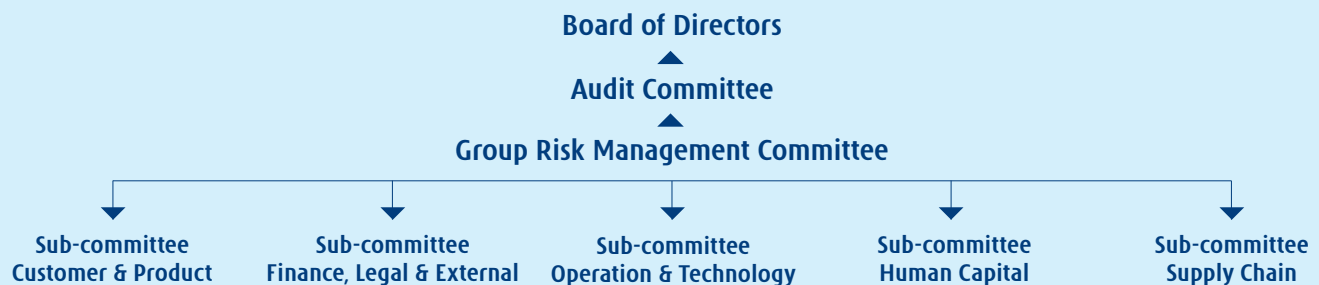 Board of Directors
Audit Committee
Group Risk Management Committee
Sub-committee
Customer & Product
Sub-committee
Finance, Legal & External
Sub-committee
Operation & Technology
Sub-committee
Human Capital
Sub-committee
Supply Chain